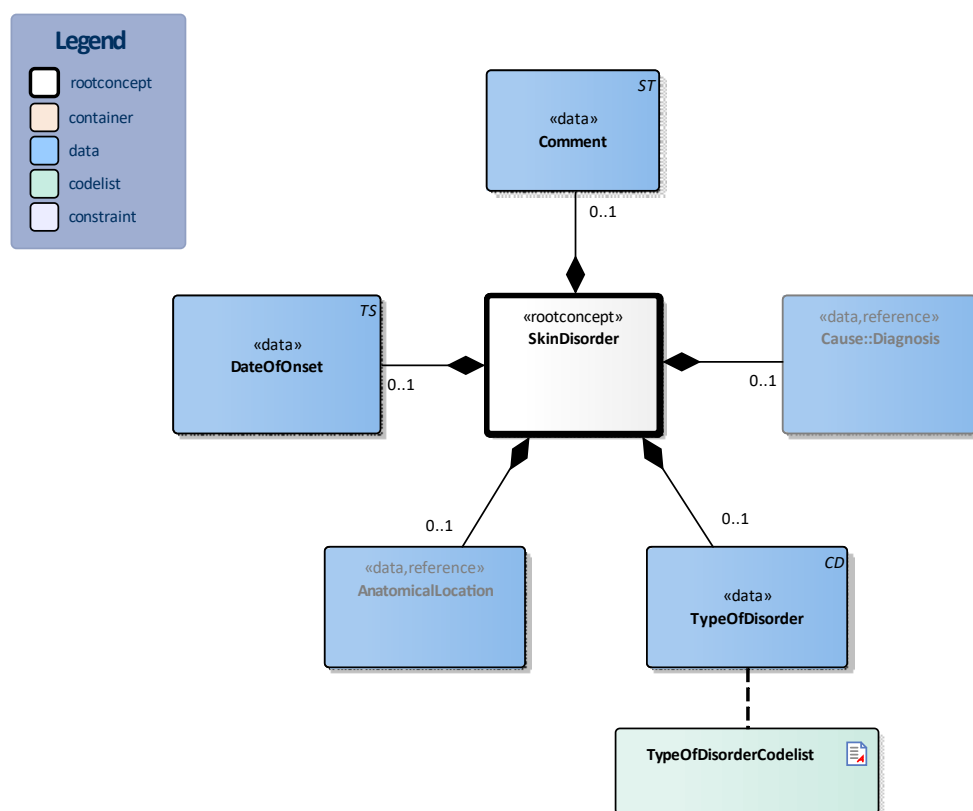 Legend
rootconcept
container
data
codelist
constraint
ST
«data»
Comment
0..1
TS
«data»
DateOfOnset
0..1
«rootconcept»
SkinDisorder
«data,reference»
Cause::Diagnosis
0..1
0..1
0..1
«data,reference»
AnatomicalLocation
CD
«data»
TypeOfDisorder
TypeOfDisorderCodelist